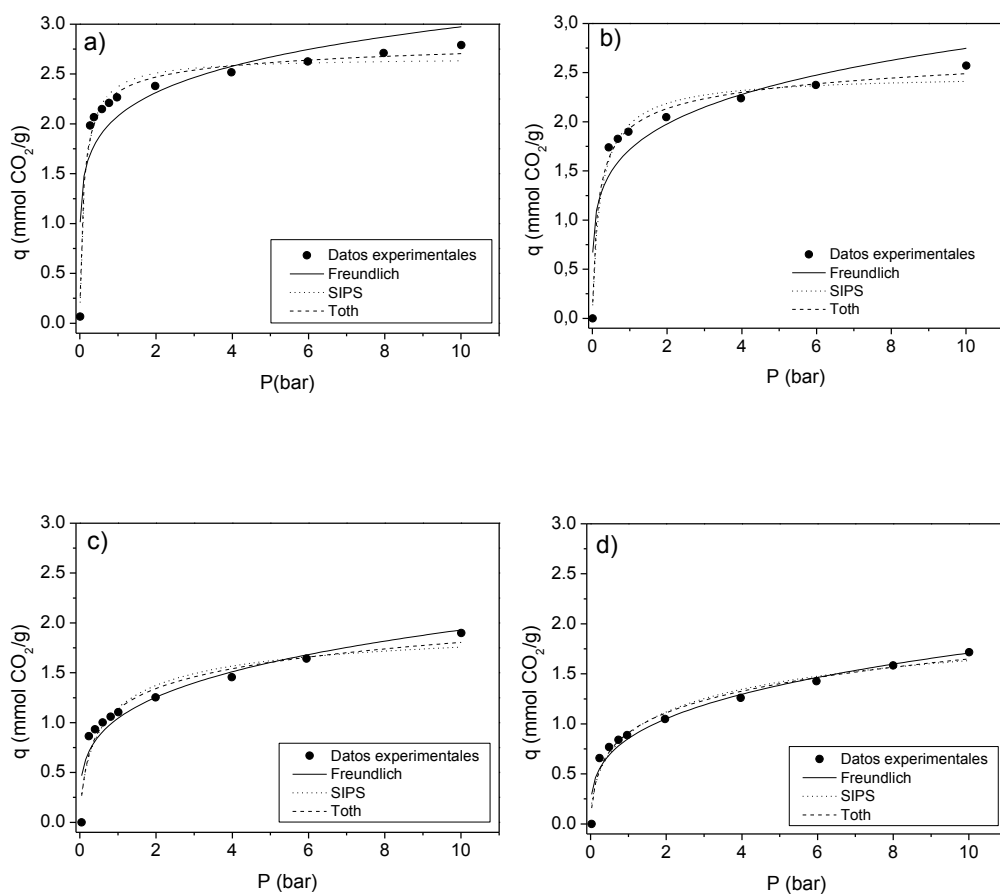 a)
3.0
2.5
2.0
1.5
1.0
0.5
0.0
q (mmol CO₂/g)
0 2 4 6 8 10
P(bar)
Datos experimentales
Freundlich
SIPS
Toth
b)
3.0
2.5
2.0
1.5
1,0
0,5
0,0
q (mmol CO₂/g)
0 2 4 6 8 10
P (bar)
Datos experimentales
Freundlich
SIPS
Toth
c)
3.0
2.5
2.0
1.5
1.0
0.5
0.0
q (mmol CO₂/g)
0 2 4 6 8 10
P (bar)
Datos experimentales
Freundlich
SIPS
Toth
d)
3.0
2.5
2.0
1.5
1.0
0.5
0.0
q (mmol CO₂/g)
0 2 4 6 8 10
P (bar)
Datos experimentales
Freundlich
SIPS
Toth